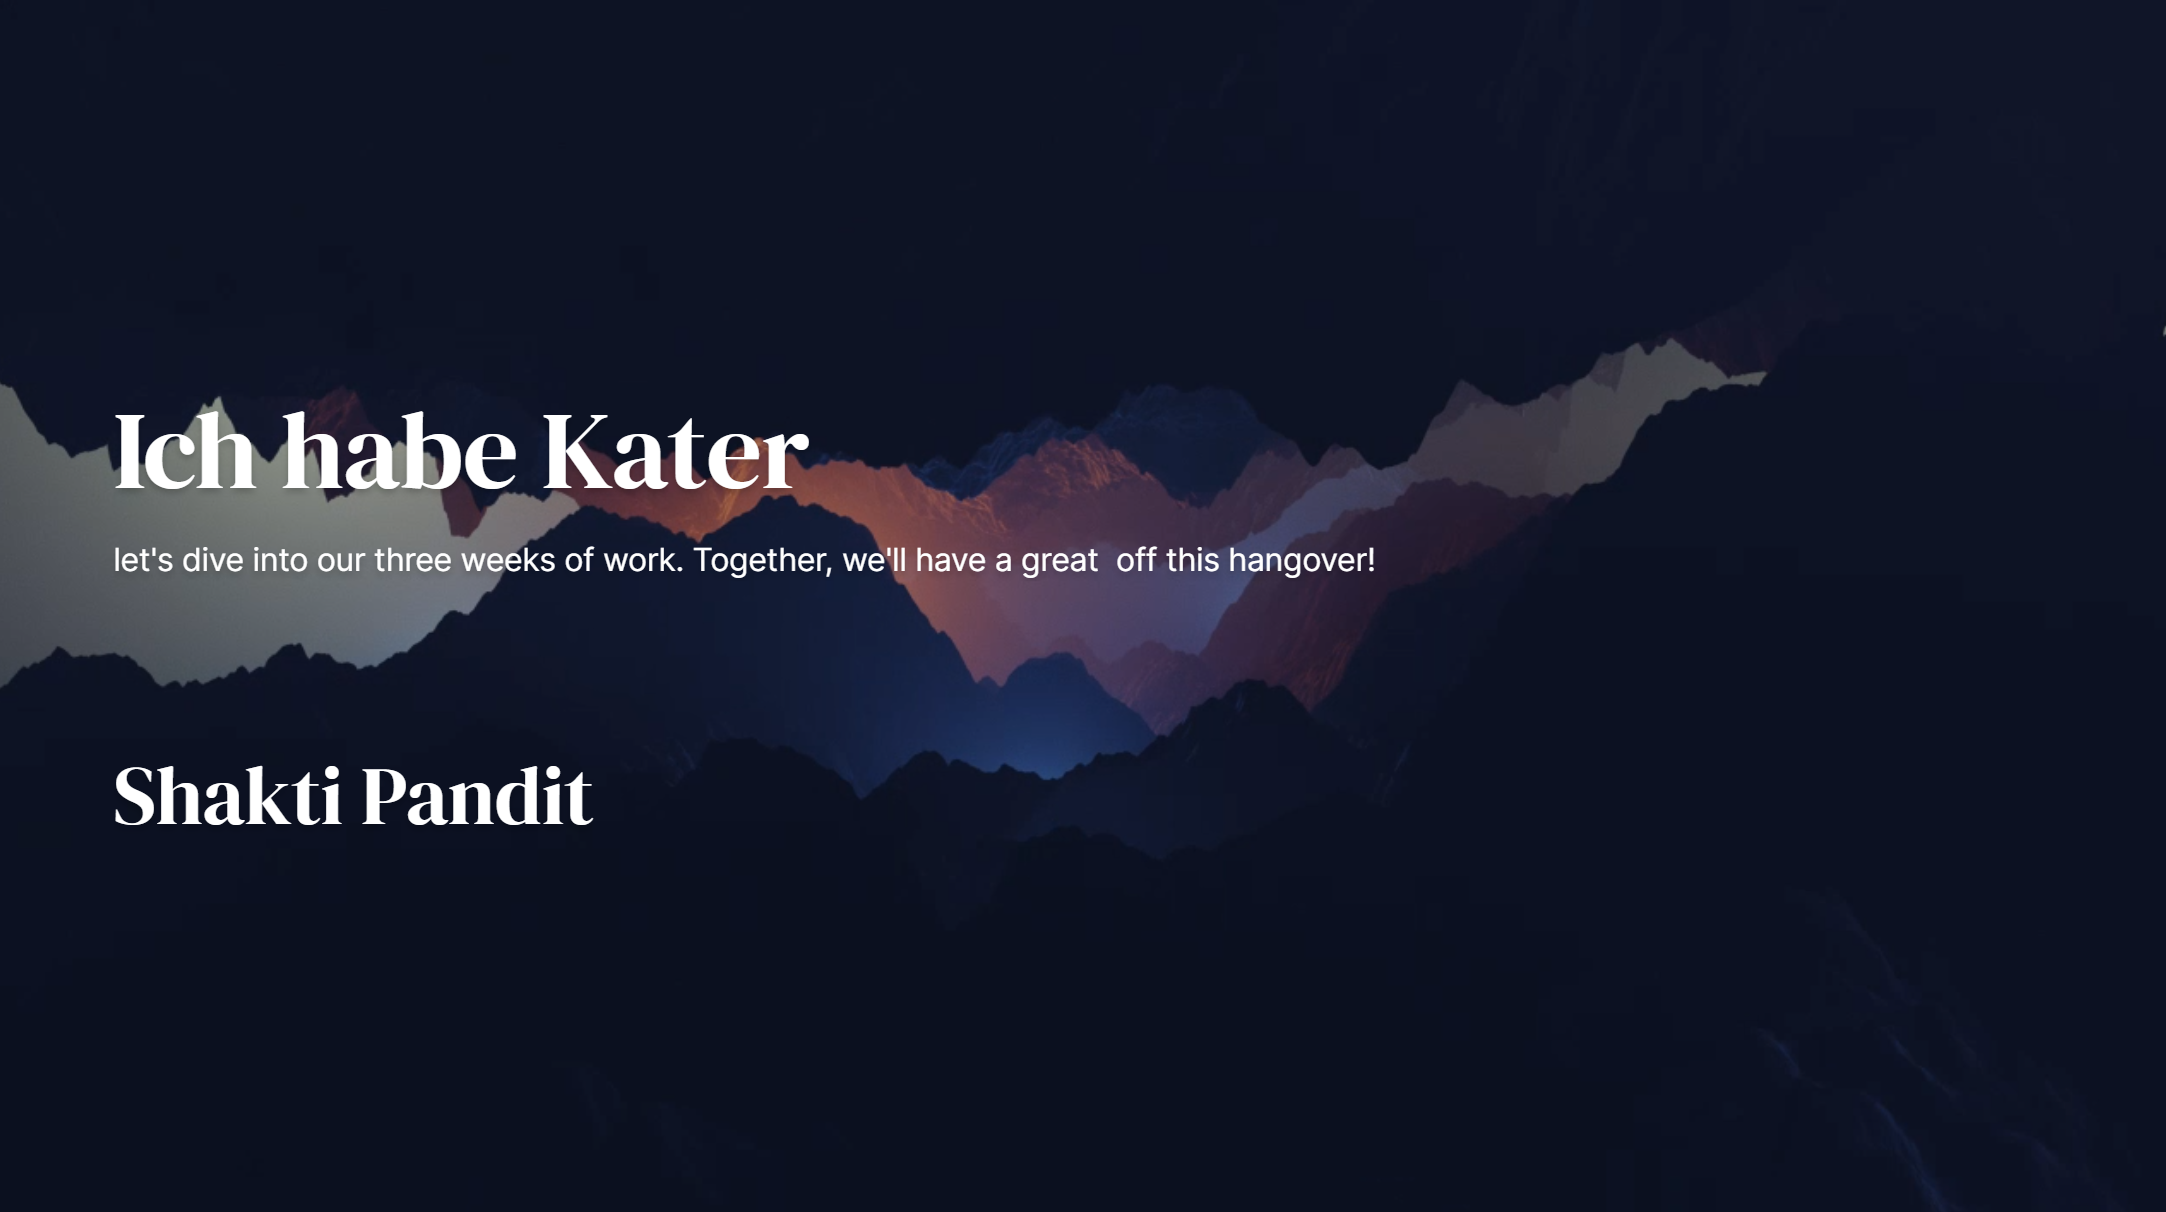 Ich habe Kater
let's dive into our three weeks of work. Together, we'll have a great  off this hangover!
Shakti Pandit